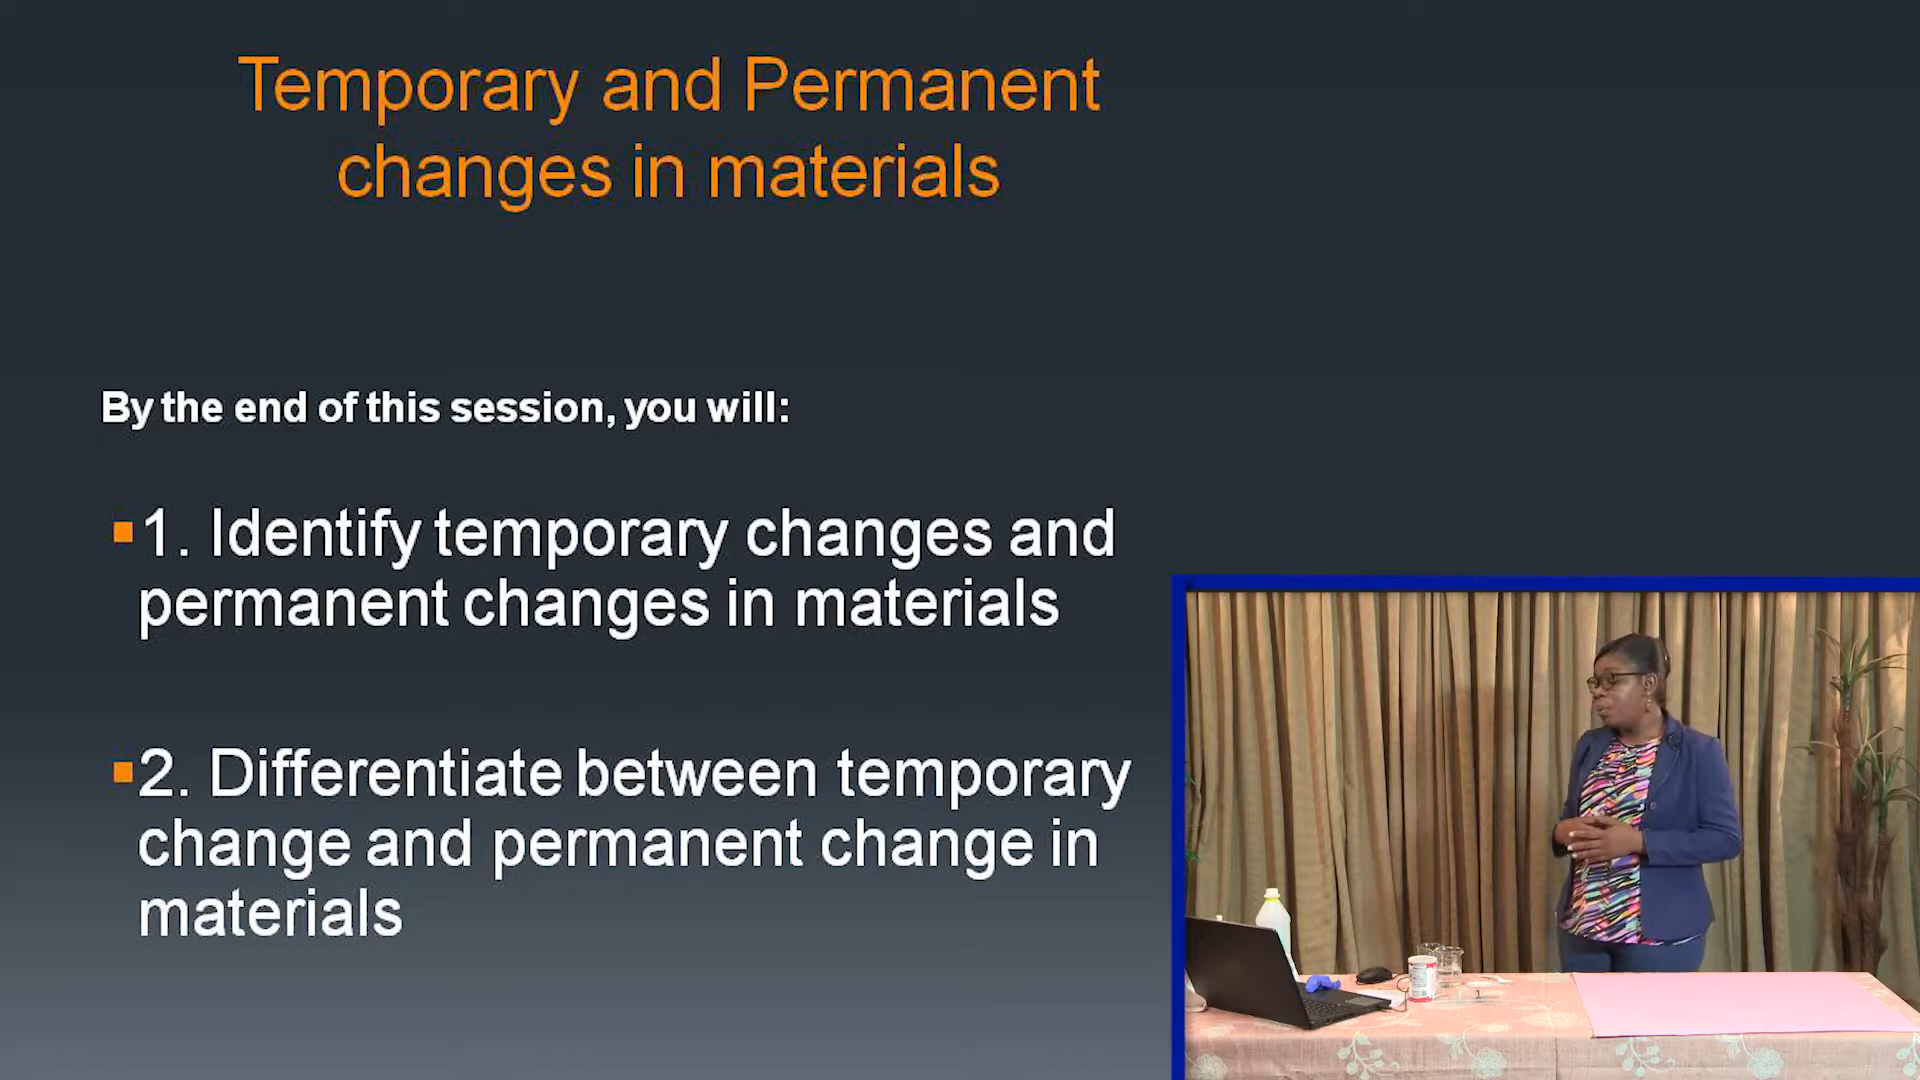 Temporary and Permanent
changes in materials
By the end of this session, you will:
1. Identify temporary changes and
permanent changes in materials
2. Differentiate between temporary
change and permanent change in
materials